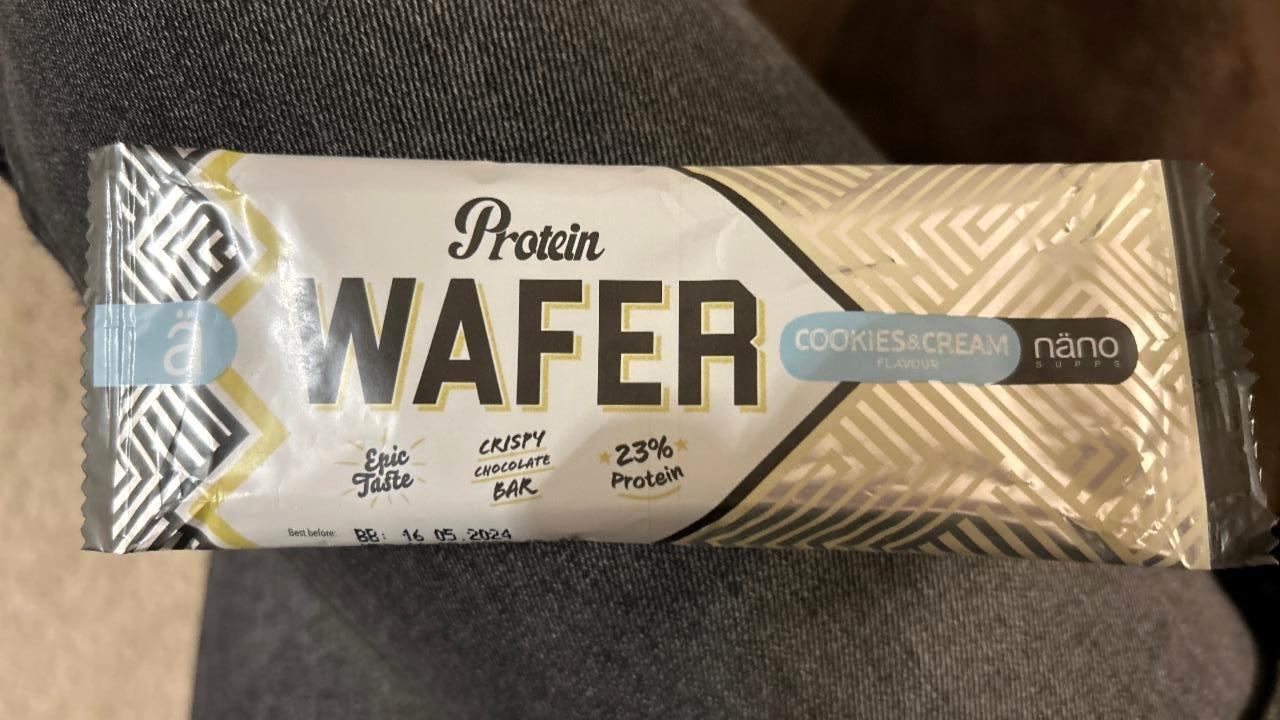 Protein
WAFER
ä
COOKIES&CREAM
FLAVOUR
näno
SUPPS
Epic
Taste
CRISPY
CHOCOLATE
BAR
23%
Protein
Best before: BB: 16 05.2024